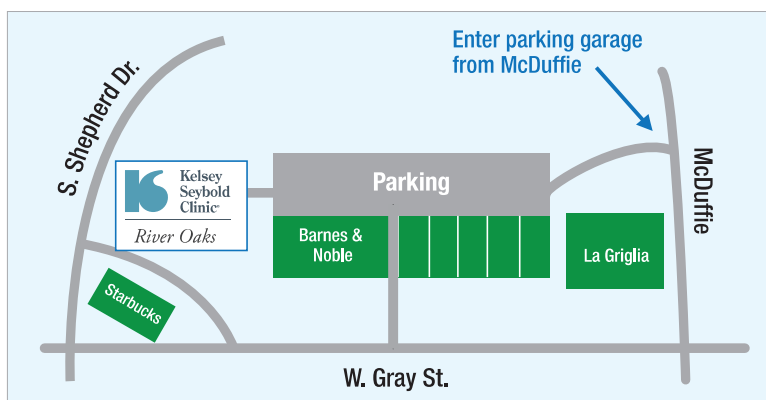 Enter parking garage
from McDuffie
S. Shepherd Dr.
Kelsey
Seybold
Clinic
River Oaks
Parking
McDuffie
Barnes &
Noble
La Griglia
Starbucks
W. Gray St.